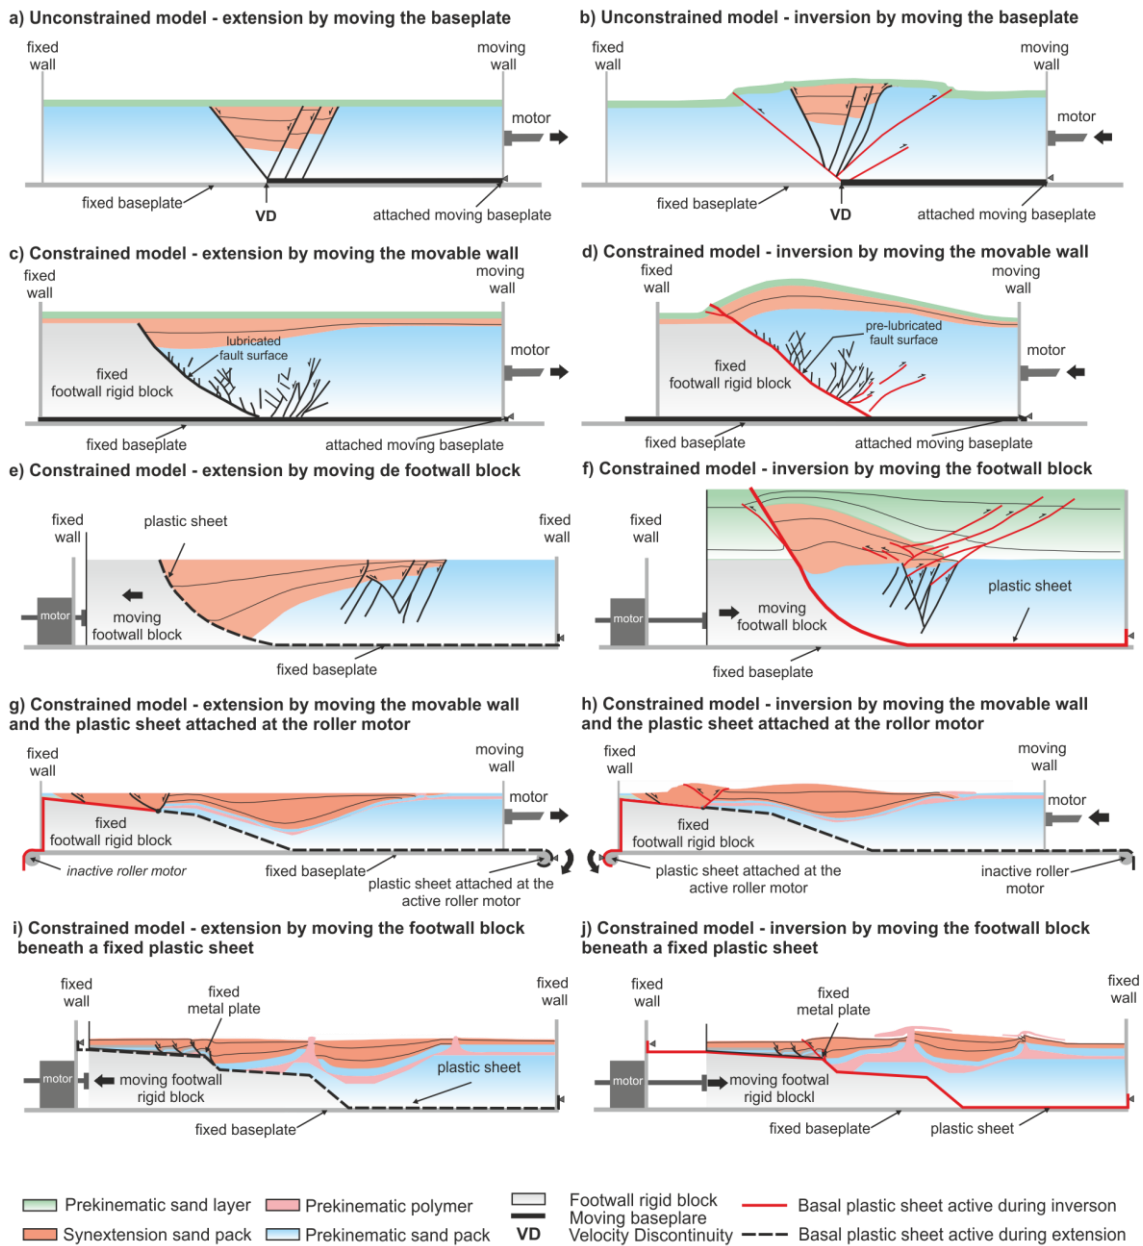 a) Unconstrained model - extension by moving the baseplate
fixed
wall
moving
wall
motor
fixed baseplate
VD
attached moving baseplate
b) Unconstrained model - inversion by moving the baseplate
fixed
wall
moving
wall
motor
fixed baseplate
VD
attached moving baseplate
c) Constrained model - extension by moving the movable wall
fixed
wall
moving
wall
lubricated
fault surface
fixed
footwall rigid block
motor
fixed baseplate
attached moving baseplate
d) Constrained model - inversion by moving the movable wall
fixed
wall
moving
wall
pre-lubricated
fault surface
fixed
footwall rigid block
motor
fixed baseplate
attached moving baseplate
e) Constrained model - extension by moving de footwall block
fixed
wall
plastic sheet
fixed
wall
motor
moving
footwall block
fixed baseplate
f) Constrained model - inversion by moving the footwall block
fixed
wall
motor
moving
footwall block
plastic sheet
fixed baseplate
g) Constrained model - extension by moving the movable wall
and the plastic sheet attached at the roller motor
fixed
wall
moving
wall
motor
fixed
footwall rigid block
inactive roller motor
fixed baseplate
plastic sheet attached at the
active roller motor
h) Constrained model - inversion by moving the movable wall
and the plastic sheet attached at the rollor motor
fixed
wall
moving
wall
motor
fixed
footwall rigid block
plastic sheet attached at the
active roller motor
inactive roller
motor
i) Constrained model - extension by moving the footwall block
beneath a fixed plastic sheet
fixed
wall
fixed
metal plate
fixed
wall
motor
moving footwall
rigid block
plastic sheet
fixed baseplate
j) Constrained model - inversion by moving the footwall block
beneath a fixed plastic sheet
fixed
wall
fixed
metal plate
fixed
wall
motor
moving footwal
rigid blockl
fixed baseplate
plastic sheet
Prekinematic sand layer
Synextension sand pack
Prekinematic polymer
Prekinematic sand pack
Footwall rigid block
Moving baseplare
VD Velocity Discontinuity
Basal plastic sheet active during inverson
Basal plastic sheet active during extension